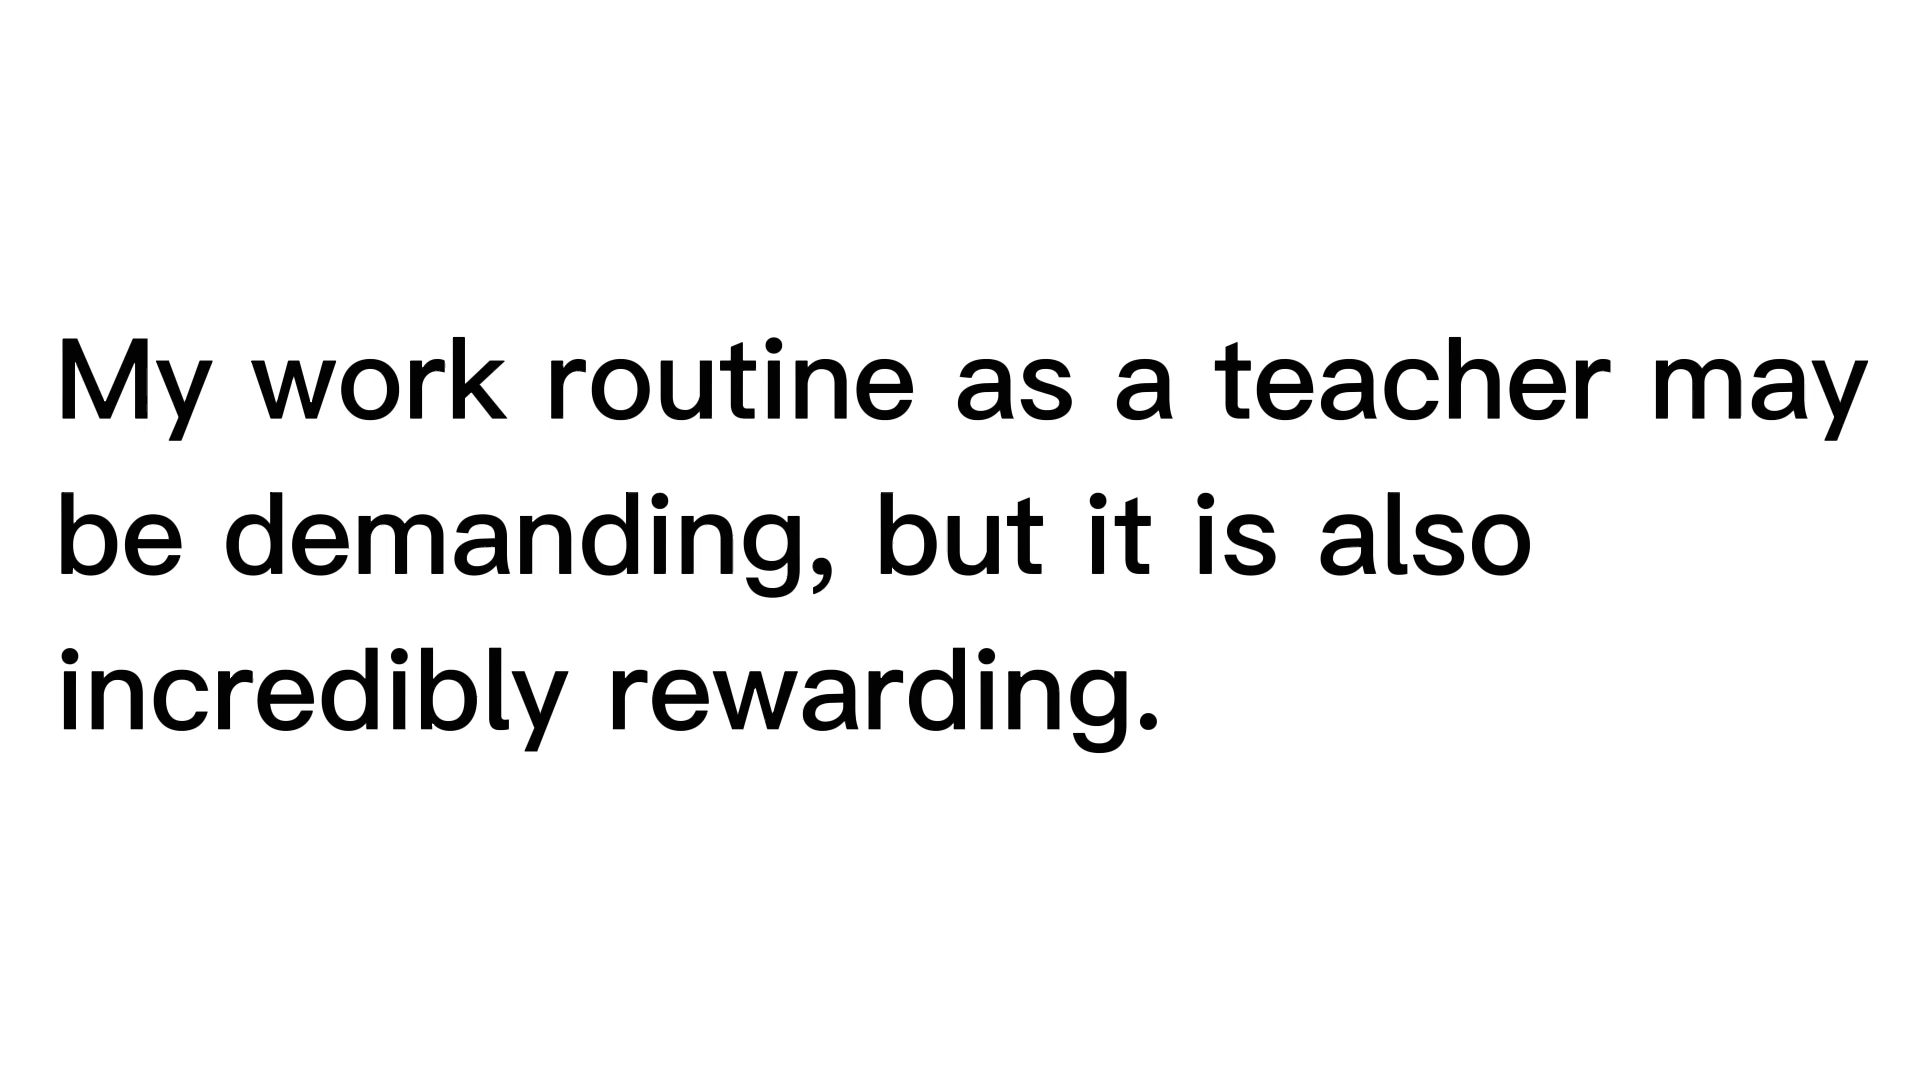 My work routine as a teacher may
be demanding, but it is also
incredibly rewarding.